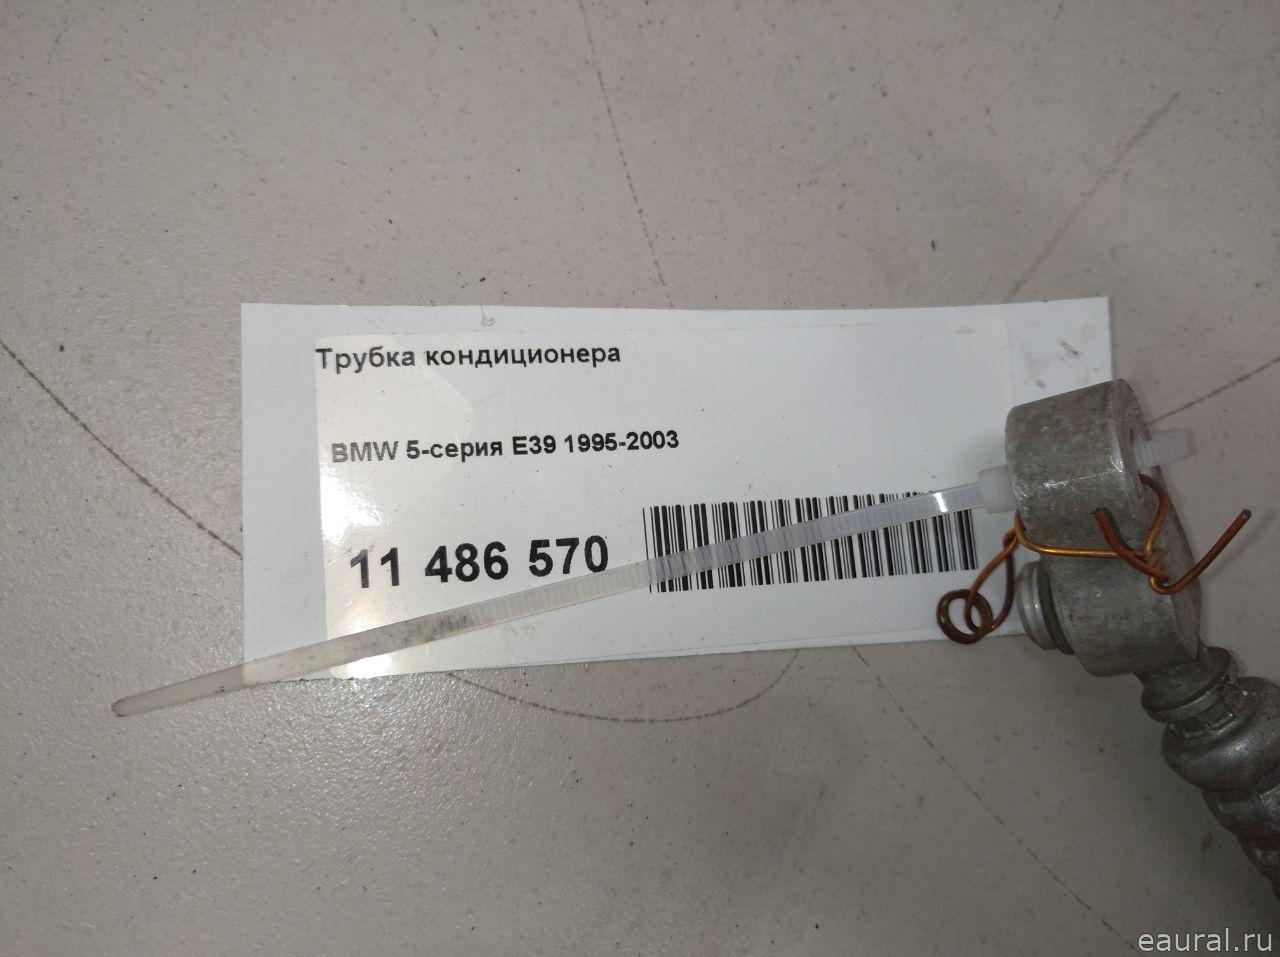 Трубка кондиционера
BMW 5-серия E39 1995-2003
11 486 570
eaural.ru